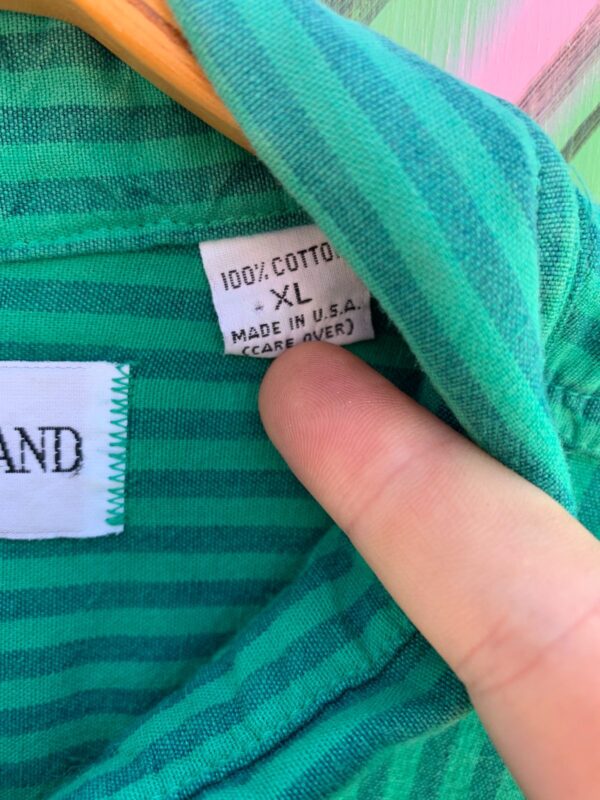 100% COTTO
XL
MADE IN U.S.A.
(CARE OVER)
AND